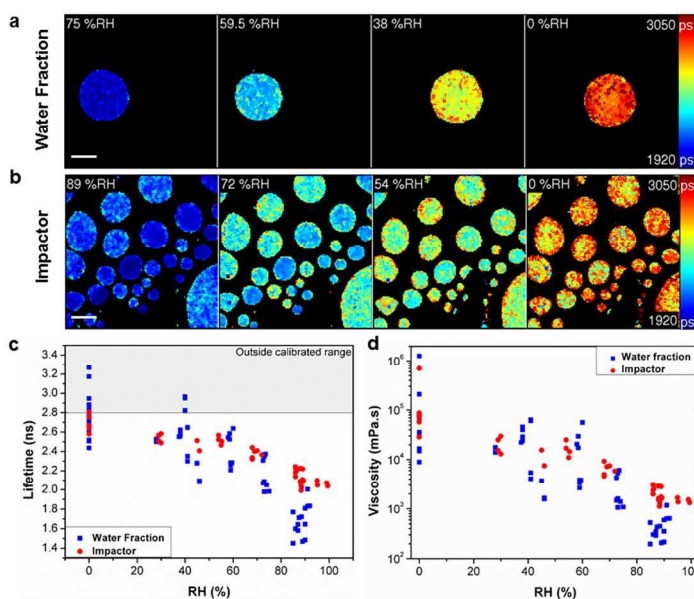 a
Water Fraction
75 %RH
59.5 %RH
38 %RH
0 %RH
3050
ps
1920
ps
b
Impactor
89 %RH
72 %RH
54 %RH
0 %RH
3050
ps
1920
ps
c
Outside calibrated range
3.4
3.2
3.0
2.8
2.6
2.4
2.2
2.0
1.8
1.6
1.4
Lifetime (ns)
Water Fraction
Impactor
0 20 40 60 80 100
RH (%)
d
Water fraction
Impactor
10⁶
10⁵
10⁴
10³
10²
Viscosity (mPa.s)
0 20 40 60 80 100
RH (%)